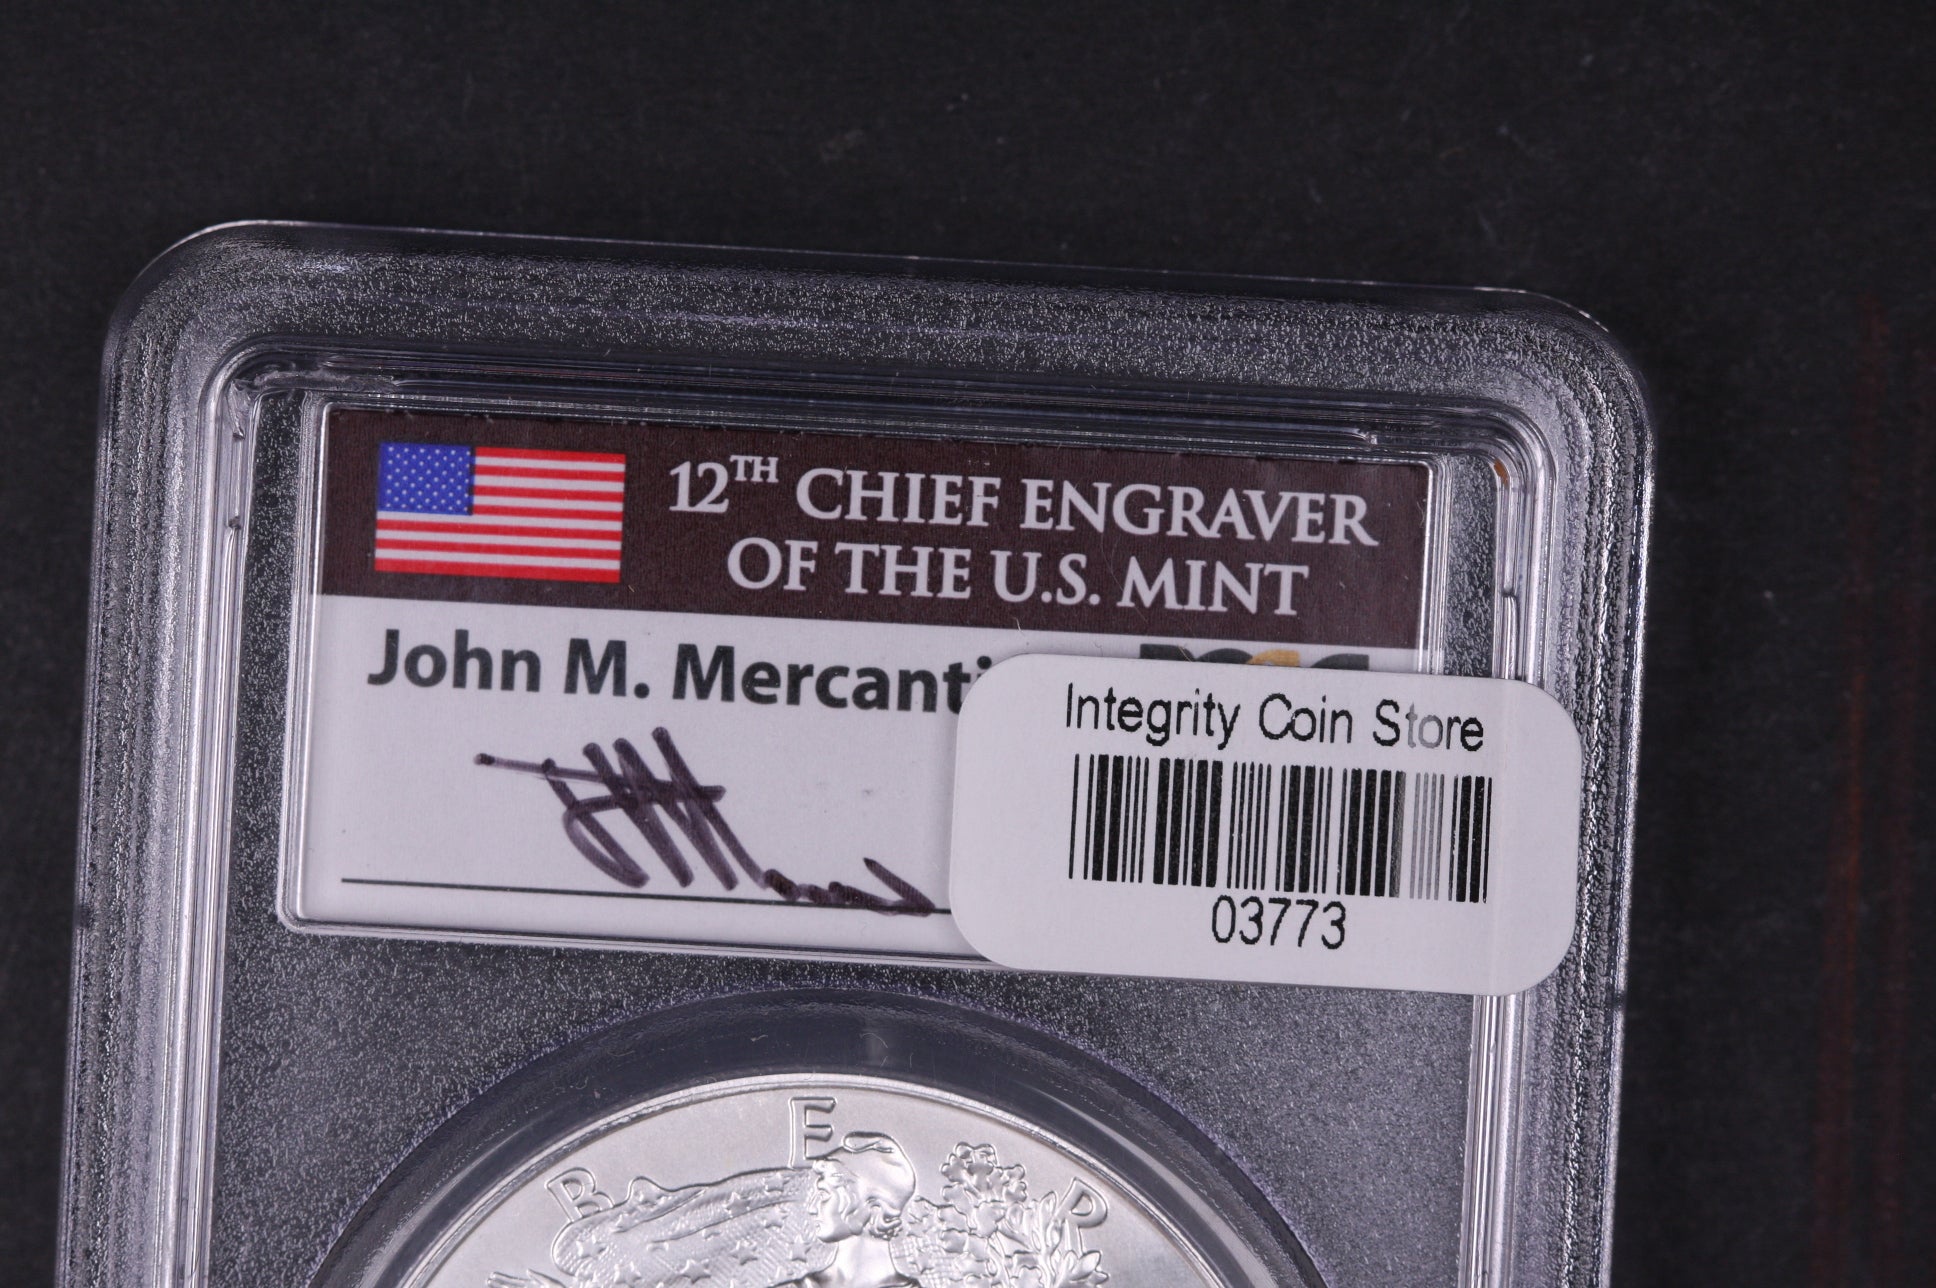 12TH CHIEF ENGRAVER
OF THE U.S. MINT
John M. Mercanti
Integrity Coin Store
03773
B E D